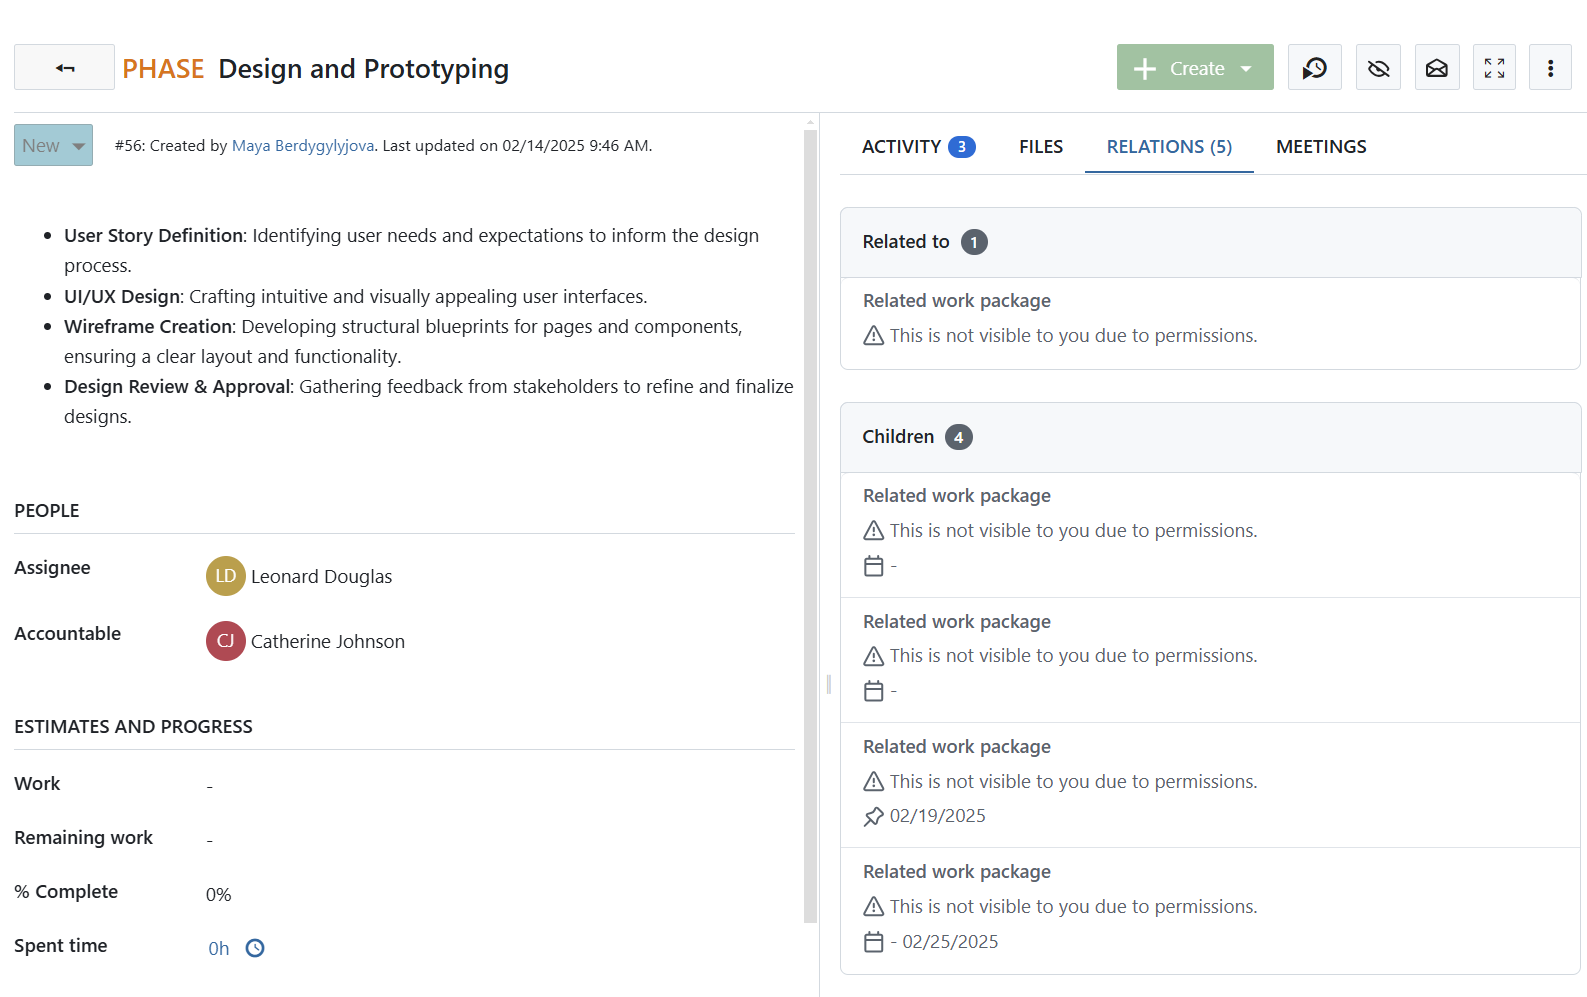 PHASE Design and Prototyping
Create
New
#56: Created by Maya Berdygylyjova. Last updated on 02/14/2025 9:46 AM.
User Story Definition: Identifying user needs and expectations to inform the design
process.
UI/UX Design: Crafting intuitive and visually appealing user interfaces.
Wireframe Creation: Developing structural blueprints for pages and components,
ensuring a clear layout and functionality.
Design Review & Approval: Gathering feedback from stakeholders to refine and finalize
designs.
PEOPLE
Assignee
LD Leonard Douglas
Accountable
CJ Catherine Johnson
ESTIMATES AND PROGRESS
Work
-
Remaining work
-
% Complete
0%
Spent time
0h
ACTIVITY 3
FILES
RELATIONS (5)
MEETINGS
Related to 1
Related work package
This is not visible to you due to permissions.
Children 4
Related work package
This is not visible to you due to permissions.
-
Related work package
This is not visible to you due to permissions.
-
Related work package
This is not visible to you due to permissions.
02/19/2025
Related work package
This is not visible to you due to permissions.
- 02/25/2025